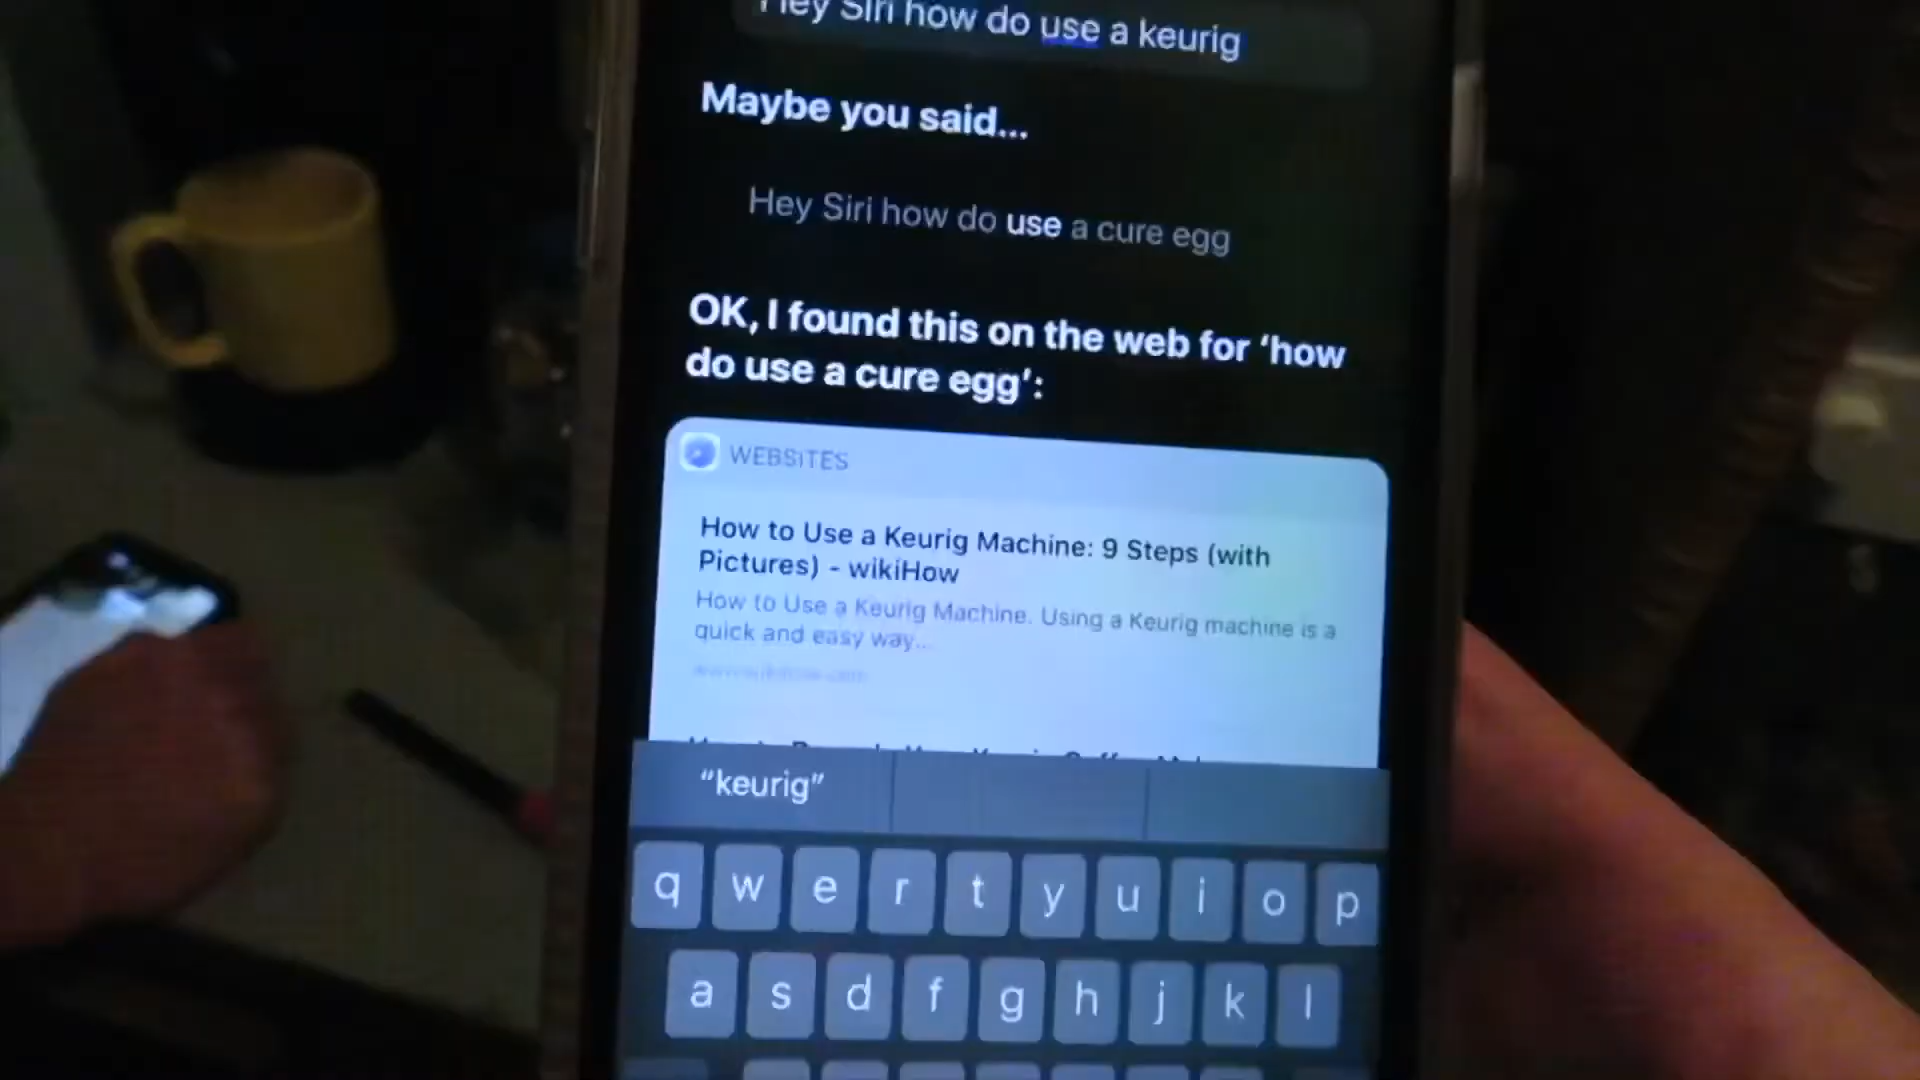 Hey Siri how do use a keurig
Maybe you said...
Hey Siri how do use a cure egg
OK, I found this on the web for ‘how
do use a cure egg’:
WEBSITES
How to Use a Keurig Machine: 9 Steps (with
Pictures) - wikiHow
How to Use a Keurig Machine. Using a Keurig machine is a
quick and easy way...
“keurig”
q w e r t y u i o p
a s d f g h j k l